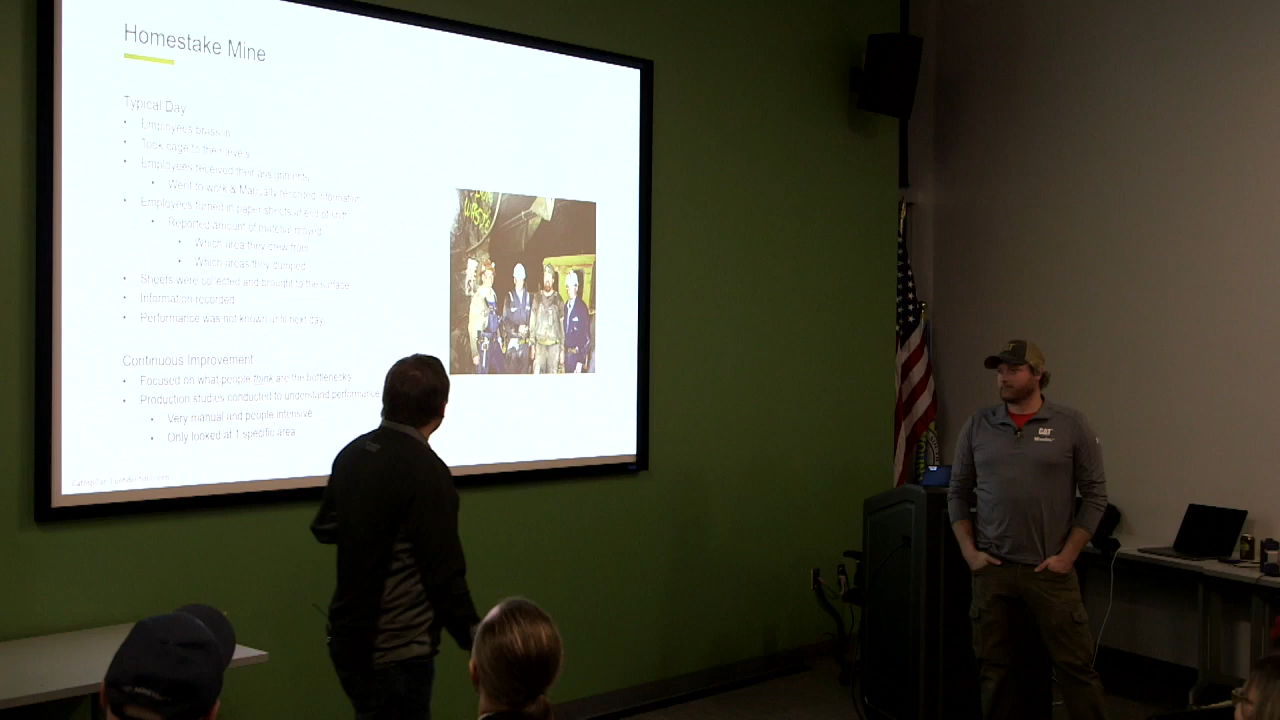 Homestake Mine
Typical Day
• Employees brass in
• Took cage to their levels
• Employees received their assignments
• Went to work & Manually recorded information
• Employees turned in paper sheets at end of shift
• Reported amount of material moved
• Which area they drew from
• Which areas they dumped
• Sheets were collected and brought to the surface
• Information recorded
• Performance was not known until next day
Continuous Improvement
• Focused on what people think are the bottlenecks
• Production studies conducted to understand performance
• Very manual and people intensive
• Only looked at 1 specific area
CAT